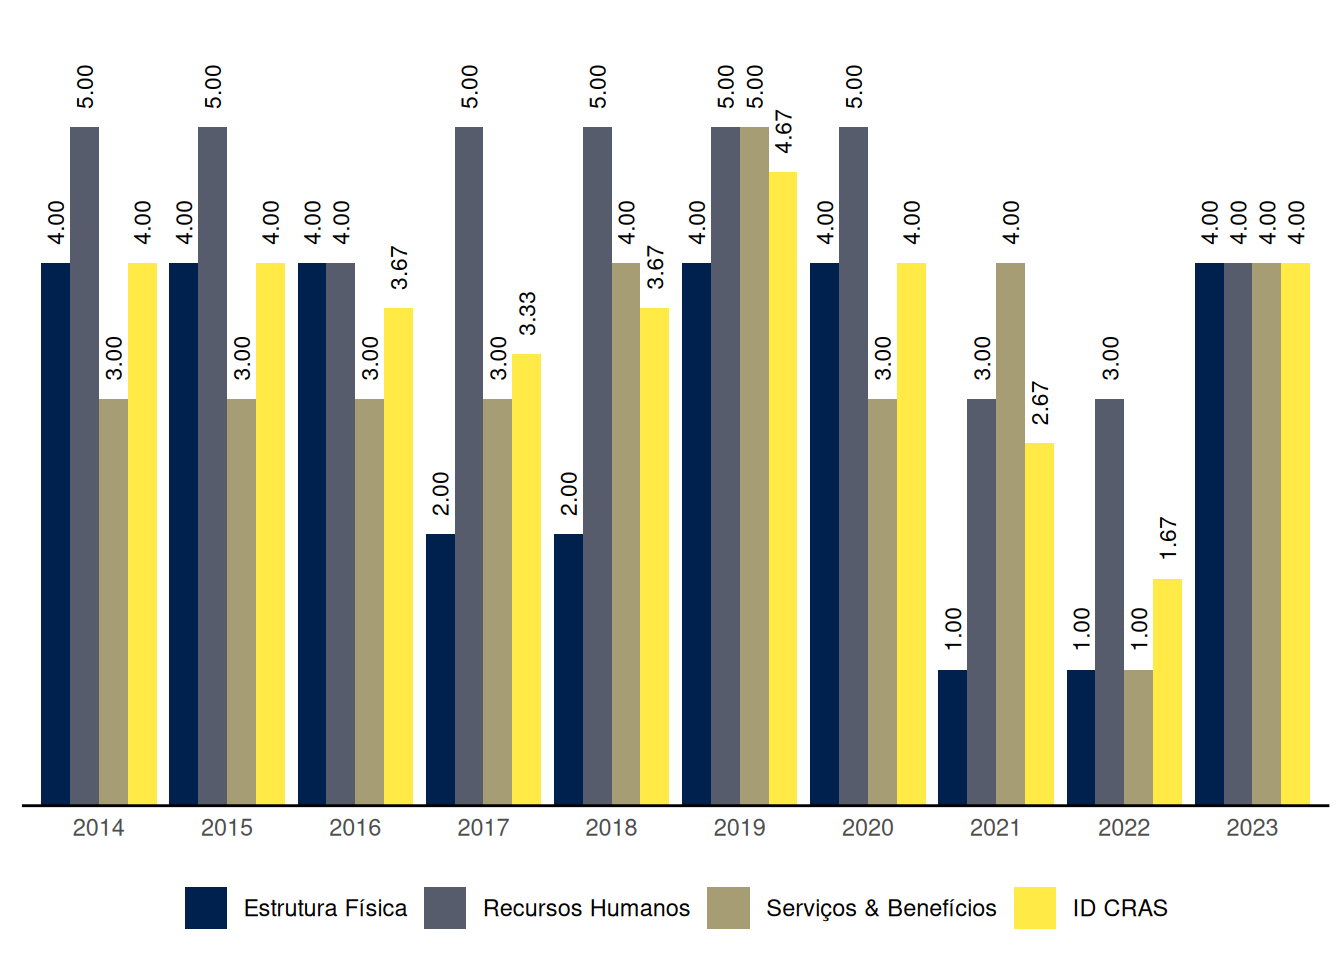 4.00 5.00 3.00 4.00
4.00 5.00 3.00 4.00
4.00 4.00 3.00 3.67
2.00 5.00 3.00 3.33
2.00 5.00 4.00 3.67
4.00 5.00 5.00 4.67
4.00 5.00 3.00 4.00
1.00 3.00 4.00 2.67
1.00 3.00 1.00 1.67
4.00 4.00 4.00 4.00
2014 2015 2016 2017 2018 2019 2020 2021 2022 2023
Estrutura Física Recursos Humanos Serviços & Benefícios ID CRAS